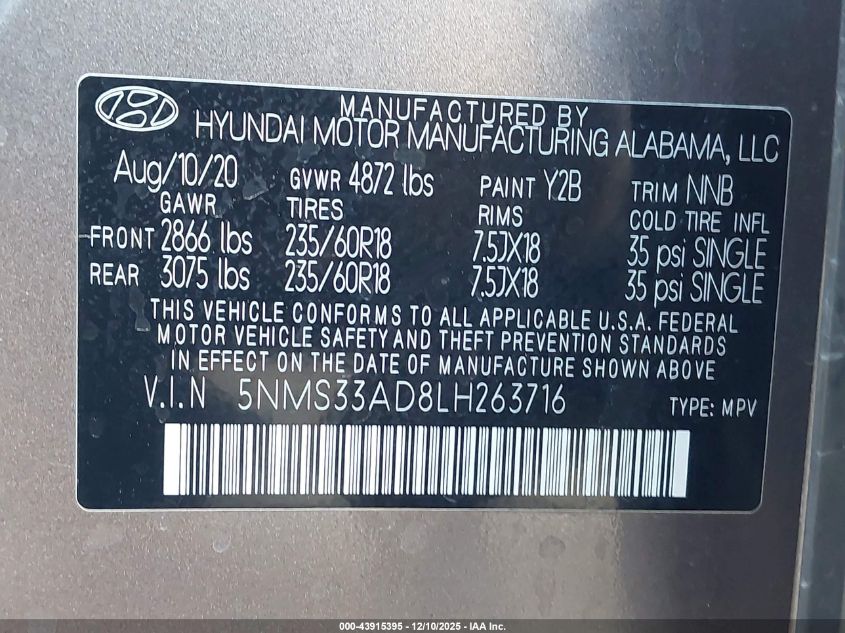 MANUFACTURED BY
HYUNDAI MOTOR MANUFACTURING ALABAMA, LLC
Aug/10/20 GVWR 4872 lbs PAINT Y2B TRIM NNB
GAWR TIRES RIMS COLD TIRE INFL
FRONT 2866 lbs 235/60R18 7.5JX18 35 psi SINGLE
REAR 3075 lbs 235/60R18 7.5JX18 35 psi SINGLE
THIS VEHICLE CONFORMS TO ALL APPLICABLE U.S.A. FEDERAL
MOTOR VEHICLE SAFETY AND THEFT PREVENTION STANDARDS
IN EFFECT ON THE DATE OF MANUFACTURE SHOWN ABOVE
V.I.N 5NMS33AD8LH263716 TYPE: MPV
000-43915395 - 12/10/2025 - IAA Inc.